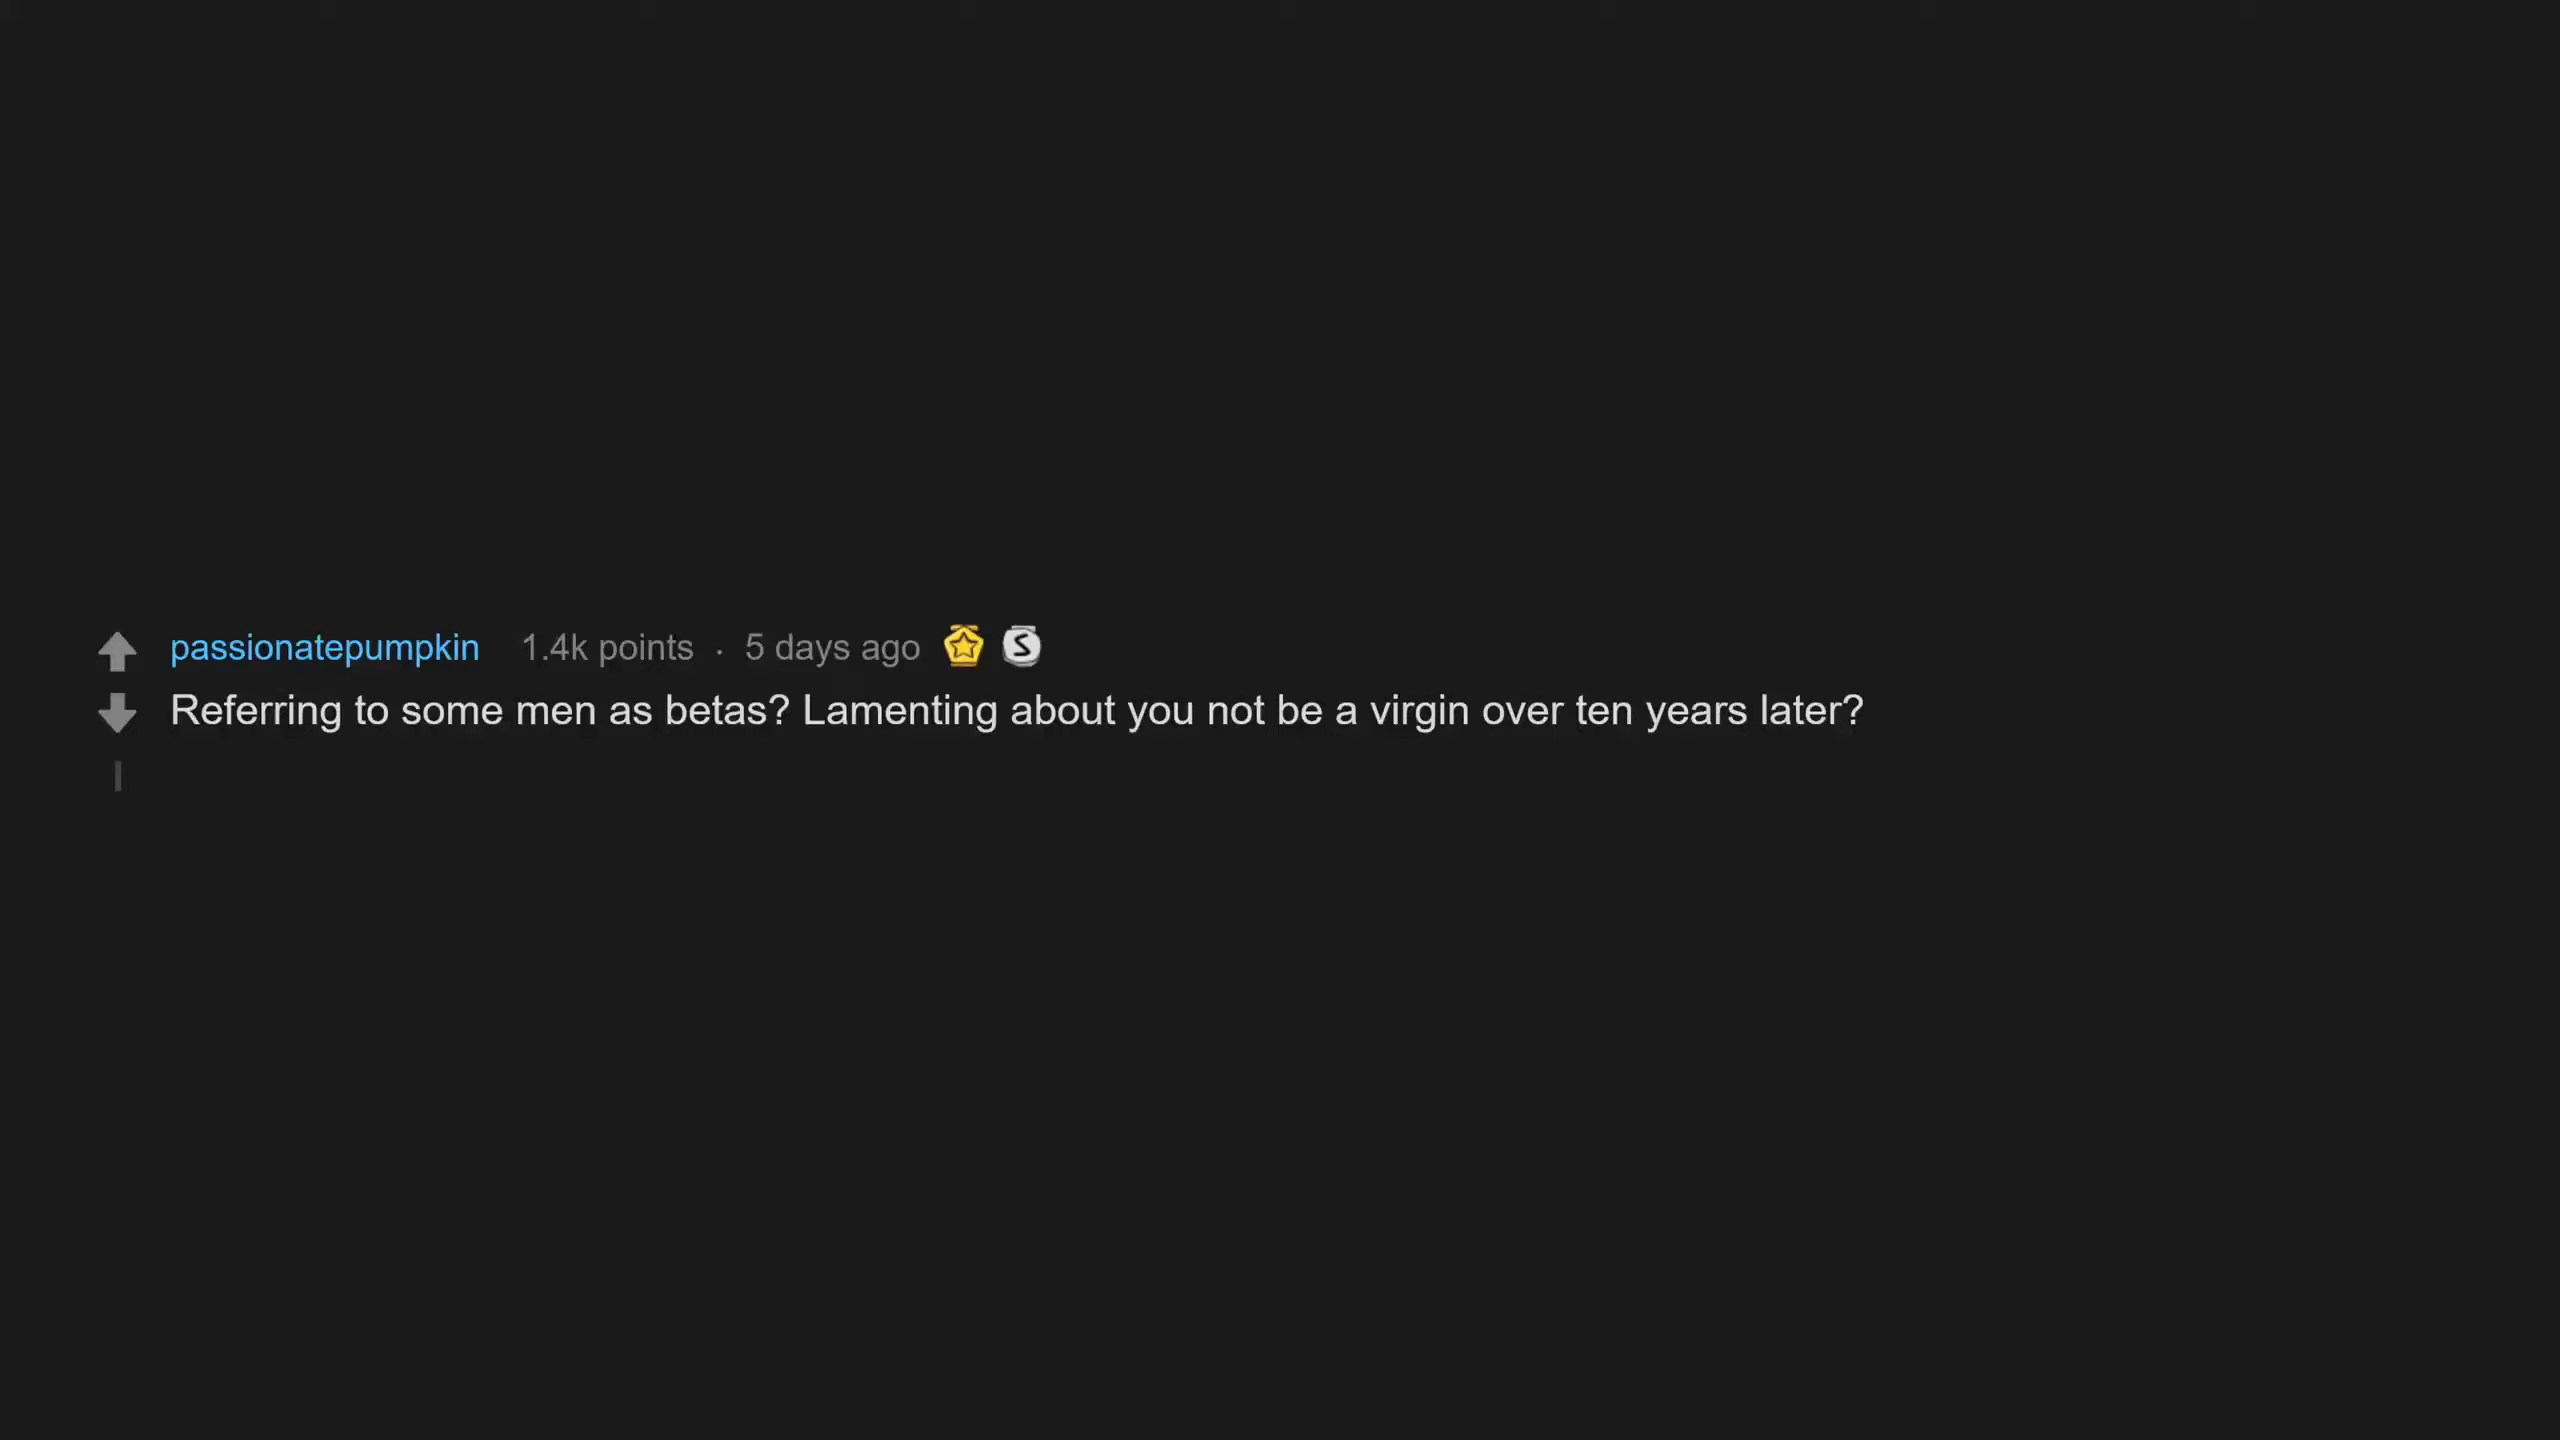 passionatepumpkin 1.4k points · 5 days ago
Referring to some men as betas? Lamenting about you not be a virgin over ten years later?